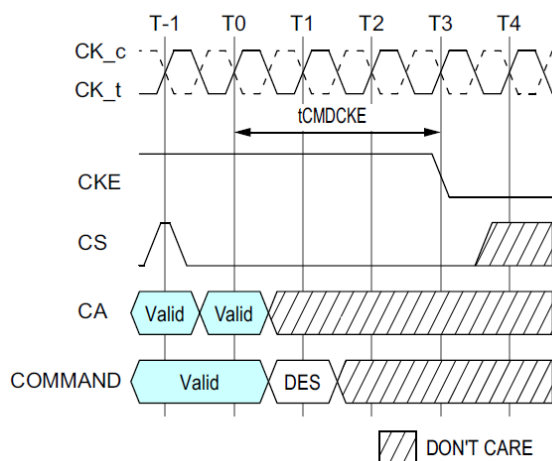 T-1 T0 T1 T2 T3 T4
CK_c
CK_t
tCMDCKE
CKE
CS
CA Valid Valid
COMMAND Valid DES
DON'T CARE